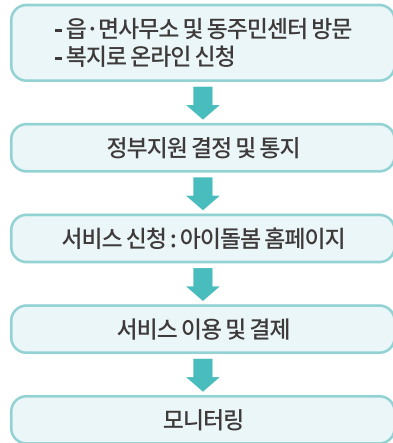 - 읍·면사무소 및 동주민센터 방문
- 복지로 온라인 신청
정부지원 결정 및 통지
서비스 신청 : 아이돌봄 홈페이지
서비스 이용 및 결제
모니터링